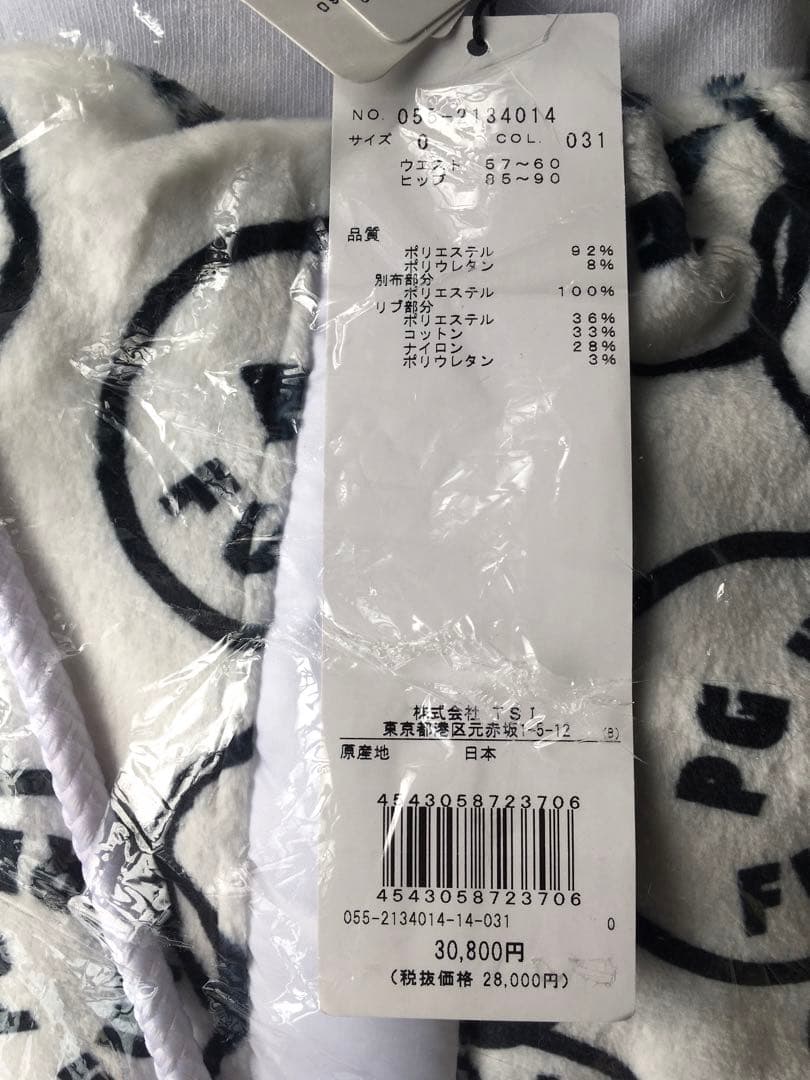 NO. 055-2134014
サイズ 0 COL. 031
ウエスト 57～60
ヒップ 85～90
品質
ポリエステル 92%
ポリウレタン 8%
別布部分
ポリエステル 100%
リブ部分
ポリエステル 36%
コットン 33%
ナイロン 28%
ポリウレタン 3%
株式会社 TSI
東京都港区元赤坂1-5-12 (B)
原産地 日本
4543058723706
4543058723706
055-2134014-14-031 0
30,800円
(税抜価格 28,000円)
PG